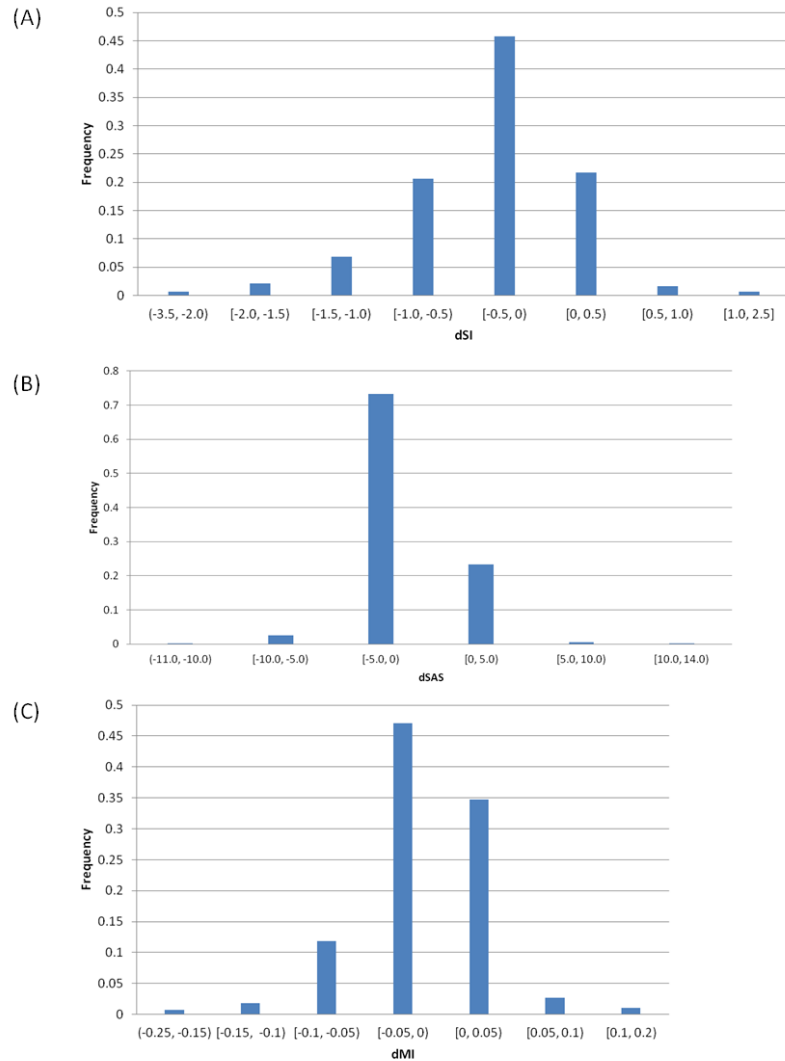 (A)
0.5
0.45
0.4
0.35
0.3
0.25
0.2
0.15
0.1
0.05
0
Frequency
(-3.5, -2.0) [-2.0, -1.5) [-1.5, -1.0) [-1.0, -0.5) [-0.5, 0) [0, 0.5) [0.5, 1.0) [1.0, 2.5]
dSI
(B)
0.8
0.7
0.6
0.5
0.4
0.3
0.2
0.1
0
Frequency
(-11.0, -10.0) [-10.0, -5.0) [-5.0, 0) [0, 5.0) [5.0, 10.0) [10.0, 14.0)
dSAS
(C)
0.5
0.45
0.4
0.35
0.3
0.25
0.2
0.15
0.1
0.05
0
Frequency
(-0.25, -0.15) [-0.15, -0.1) [-0.1, -0.05) [-0.05, 0) [0, 0.05) [0.05, 0.1) [0.1, 0.2)
dMI